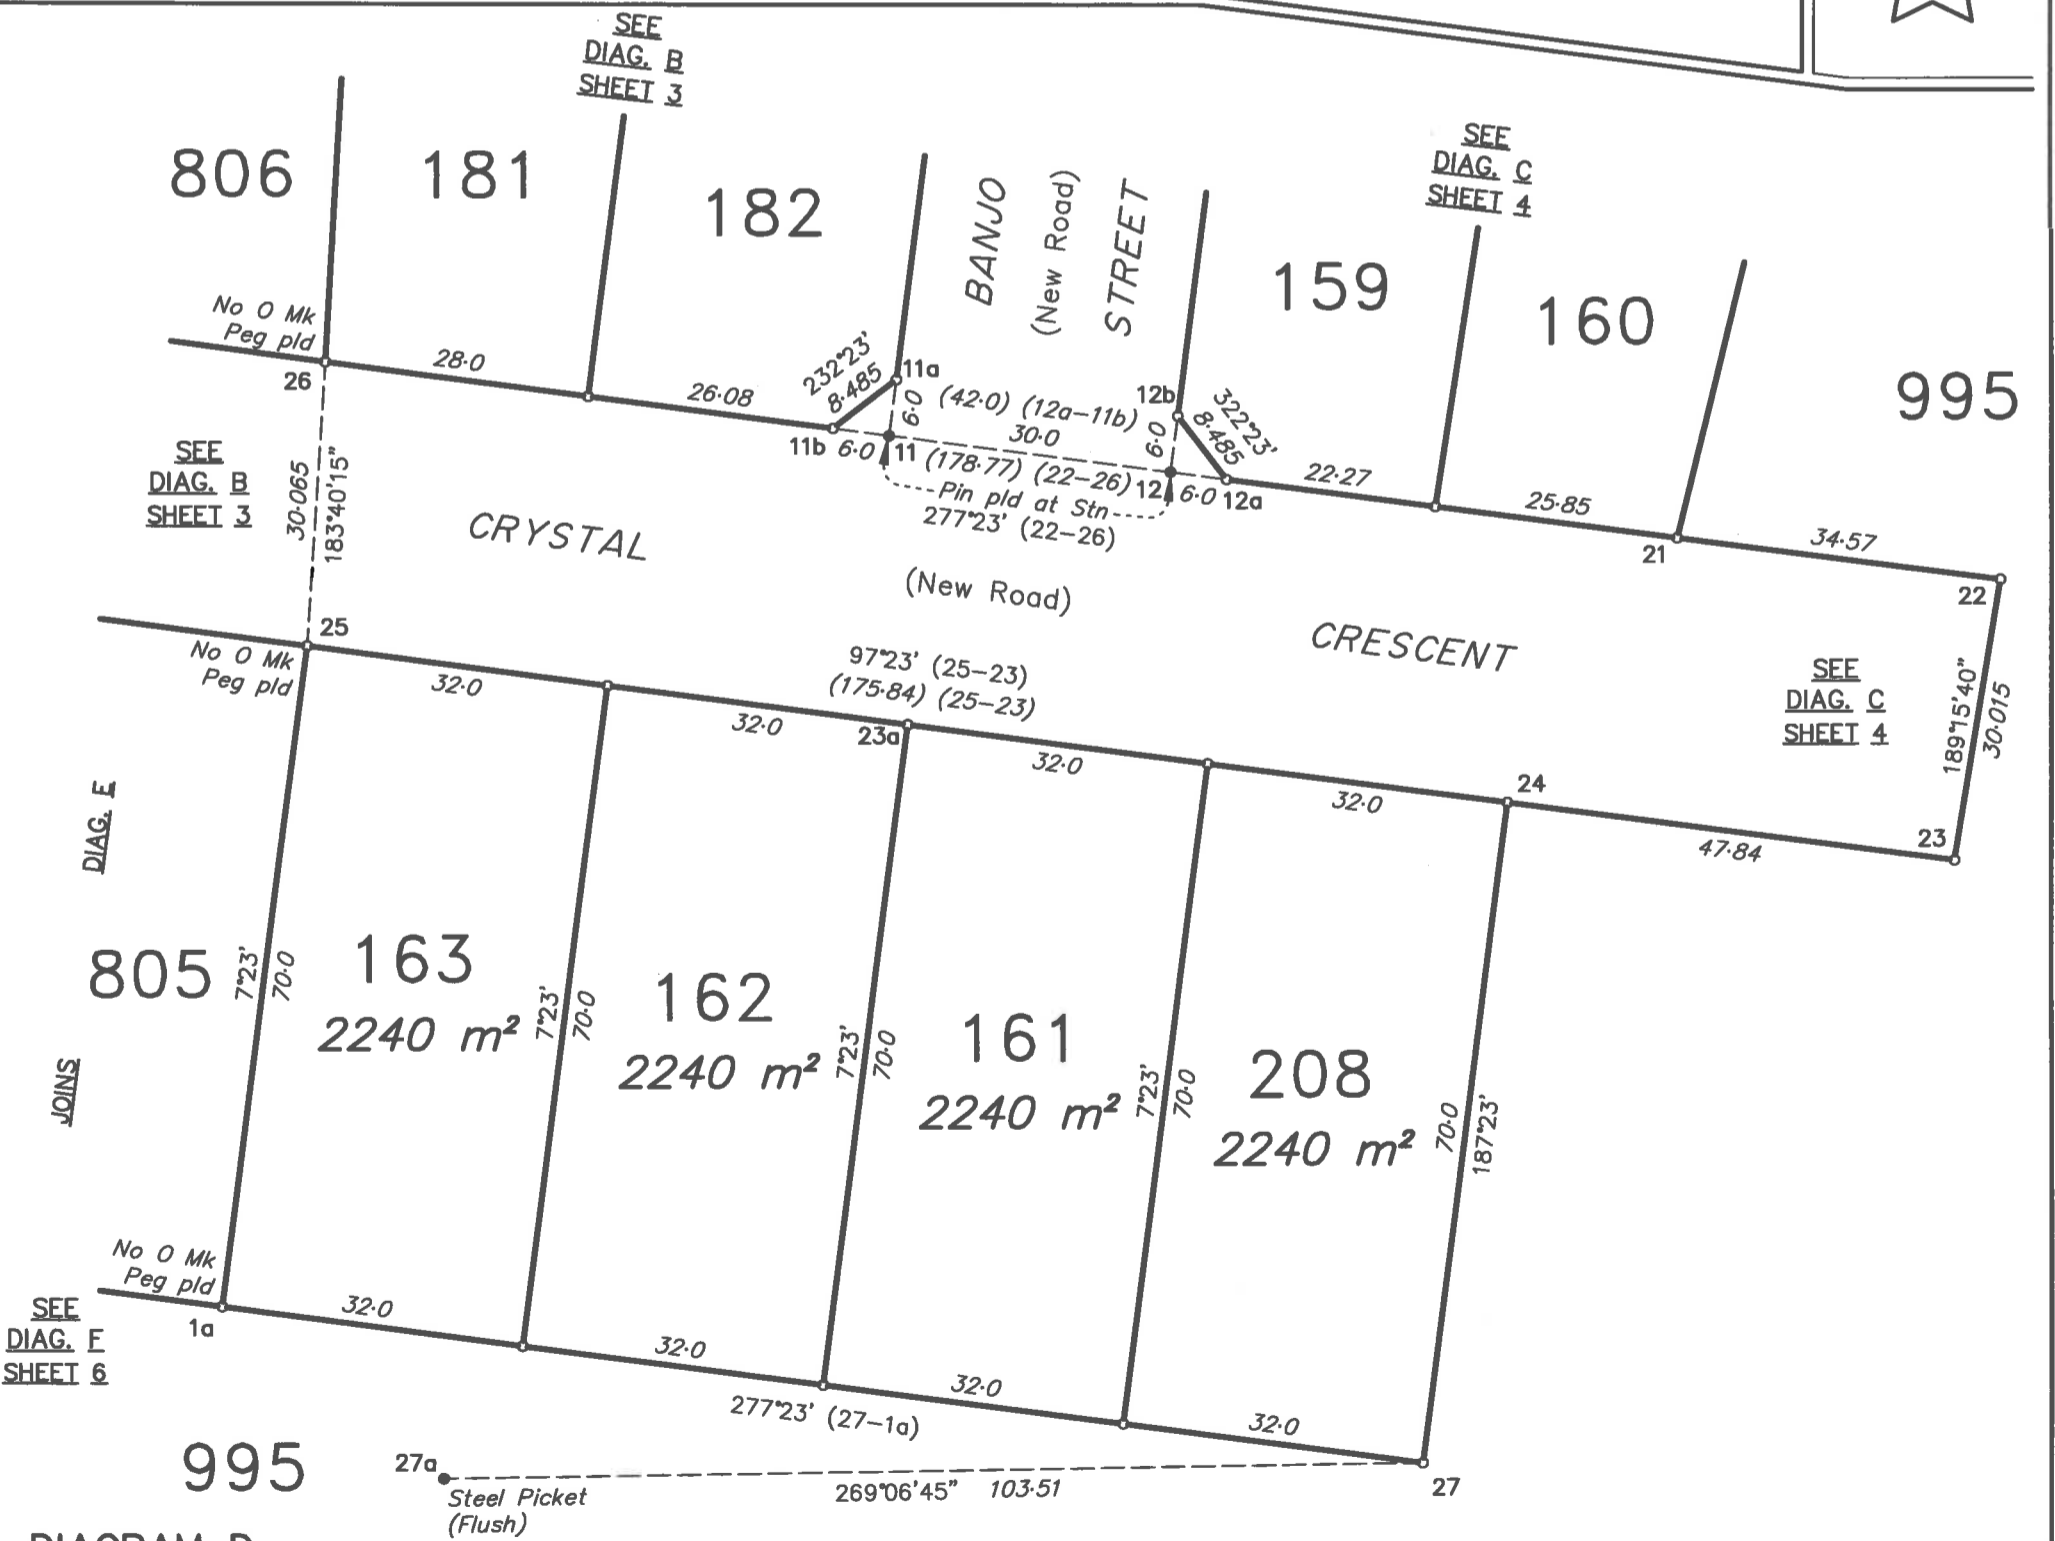 SEE
DIAG. B
SHEET 3
806
181
182
BANJO
(New Road)
STREET
SEE
DIAG. C
SHEET 4
159
160
995
No O Mk
Peg pld
26
28·0
26·08
232°23'
8·485
11a
6·0
(42·0) (12a–11b)
30·0
12b
6·0
322°23'
8·485
11b
6·0
11
(178·77) (22–26)
12
6·0
12a
Pin pld at Stn
277°23' (22–26)
22·27
25·85
21
34·57
22
SEE
DIAG. B
SHEET 3
30·065
183°40'15"
CRYSTAL
(New Road)
CRESCENT
25
No O Mk
Peg pld
32·0
32·0
97°23' (25–23)
(175·84) (25–23)
23a
32·0
32·0
24
47·84
23
SEE
DIAG. C
SHEET 4
189°15'40"
30·015
DIAG. E
JOINS
805
7°23'
70·0
163
2240 m²
7°23'
70·0
162
2240 m²
7°23'
70·0
161
2240 m²
7°23'
70·0
208
2240 m²
70·0
187°23'
No O Mk
Peg pld
1a
SEE
DIAG. F
SHEET 6
32·0
32·0
32·0
32·0
277°23' (27–1a)
995
27a
Steel Picket
(Flush)
269°06'45" 103·51
27
DIAGRAM D